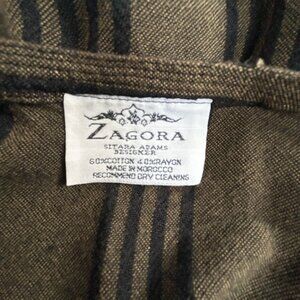 ZAGORA
SITARA ADAMS
DESIGNER
60%COTTON 40%RAYON
MADE IN MOROCCO
RECOMMEND DRY CLEANING